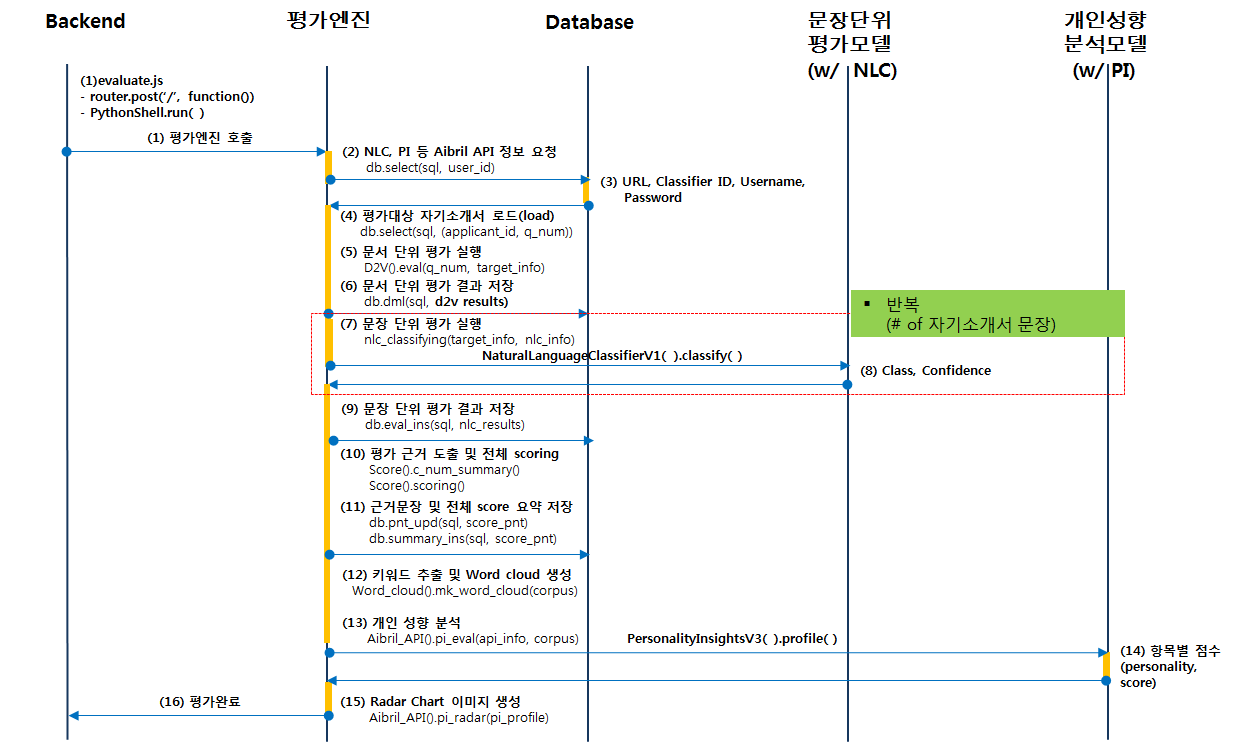 Backend
평가엔진
Database
문장단위
평가모델
(w/ NLC)
개인성향
분석모델
(w/ PI)
(1)evaluate.js
- router.post(‘/’, function())
- PythonShell.run( )
(1) 평가엔진 호출
(2) NLC, PI 등 Aibril API 정보 요청
db.select(sql, user_id)
(3) URL, Classifier ID, Username,
Password
(4) 평가대상 자기소개서 로드(load)
db.select(sql, (applicant_id, q_num))
(5) 문서 단위 평가 실행
D2V().eval(q_num, target_info)
(6) 문서 단위 평가 결과 저장
db.dml(sql, d2v results)
▪ 반복
(# of 자기소개서 문장)
(7) 문장 단위 평가 실행
nlc_classifying(target_info, nlc_info)
NaturalLanguageClassifierV1( ).classify( )
(8) Class, Confidence
(9) 문장 단위 평가 결과 저장
db.eval_ins(sql, nlc_results)
(10) 평가 근거 도출 및 전체 scoring
Score().c_num_summary()
Score().scoring()
(11) 근거문장 및 전체 score 요약 저장
db.pnt_upd(sql, score_pnt)
db.summary_ins(sql, score_pnt)
(12) 키워드 추출 및 Word cloud 생성
Word_cloud().mk_word_cloud(corpus)
(13) 개인 성향 분석
Aibril_API().pi_eval(api_info, corpus)
PersonalityInsightsV3( ).profile( )
(14) 항목별 점수
(personality,
score)
(15) Radar Chart 이미지 생성
Aibril_API().pi_radar(pi_profile)
(16) 평가완료